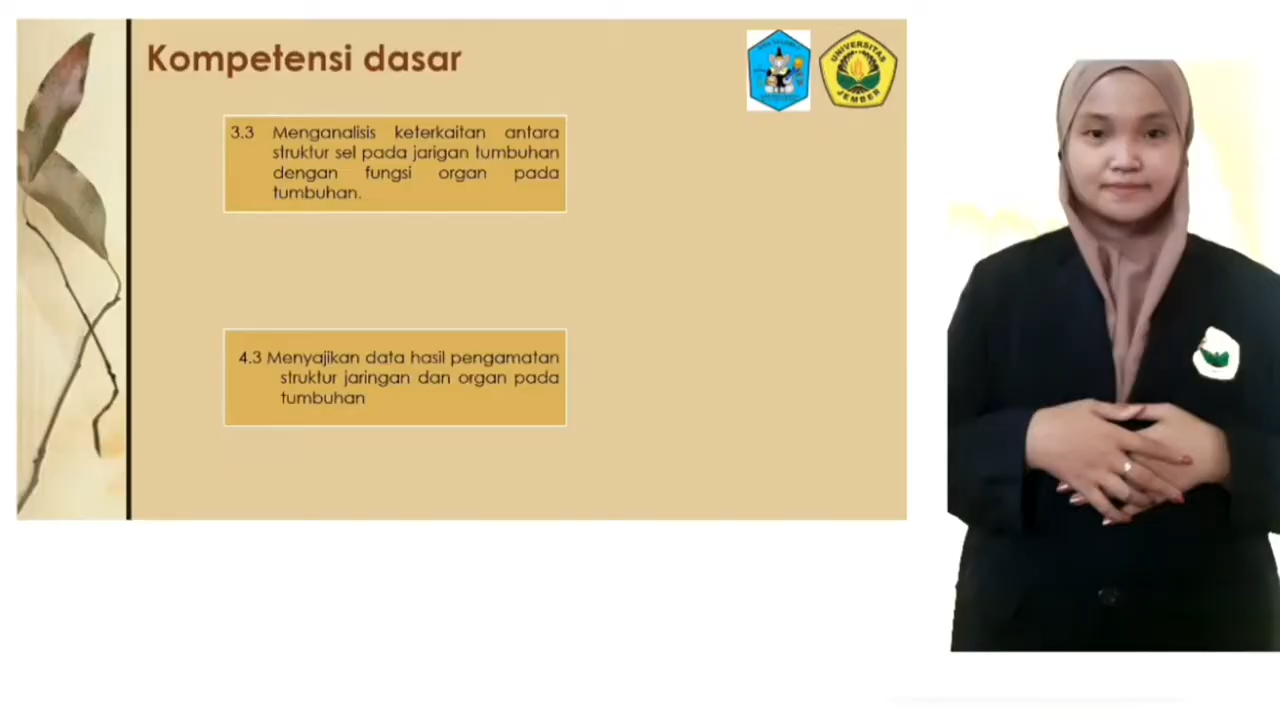 Kompetensi dasar
UNIVERSITAS
JEMBER
3.3 Menganalisis keterkaitan antara
struktur sel pada jarigan tumbuhan
dengan fungsi organ pada
tumbuhan.
4.3 Menyajikan data hasil pengamatan
struktur jaringan dan organ pada
tumbuhan